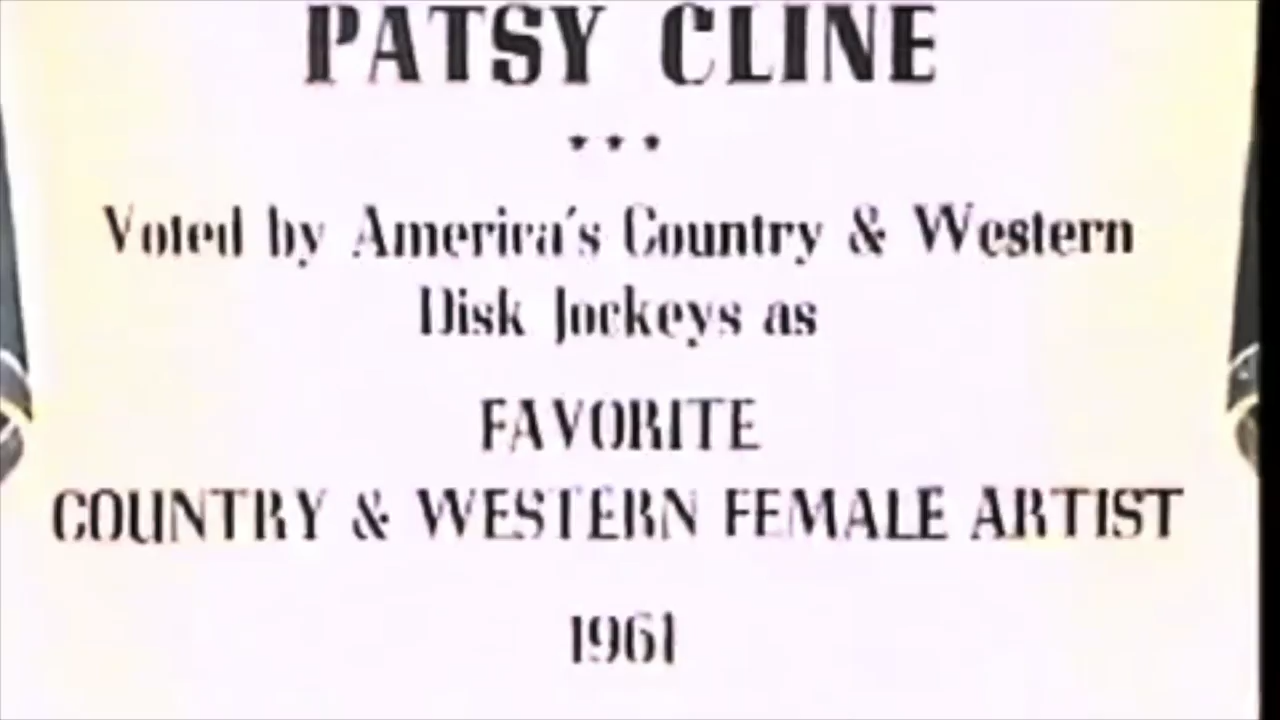 PATSY CLINE
Voted by America's Country & Western
Disk Jockeys as
FAVORITE
COUNTRY & WESTERN FEMALE ARTIST
1961